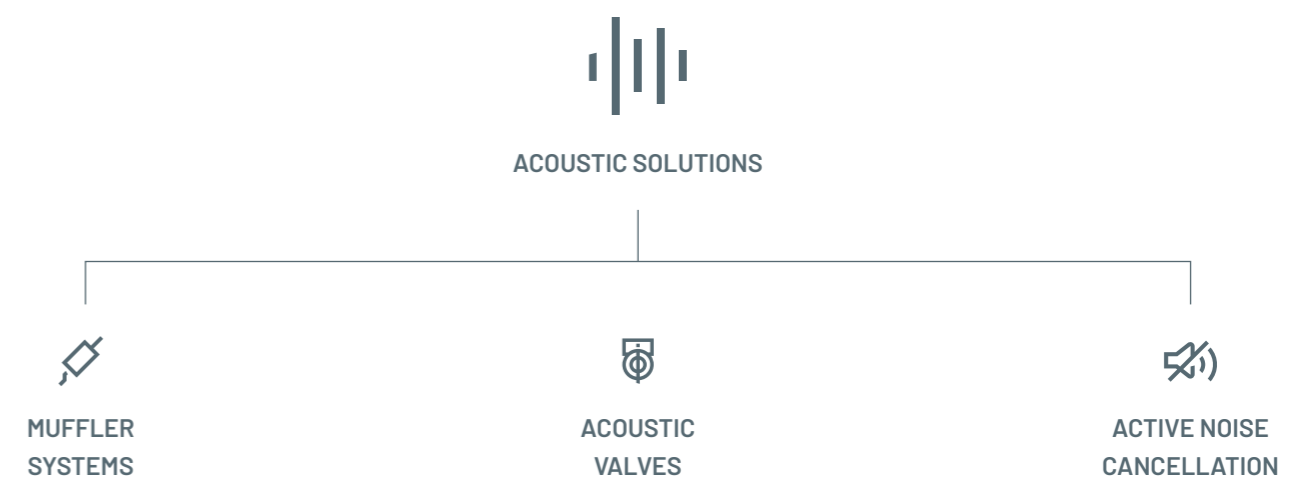 ACOUSTIC SOLUTIONS
MUFFLER
SYSTEMS
ACOUSTIC
VALVES
ACTIVE NOISE
CANCELLATION